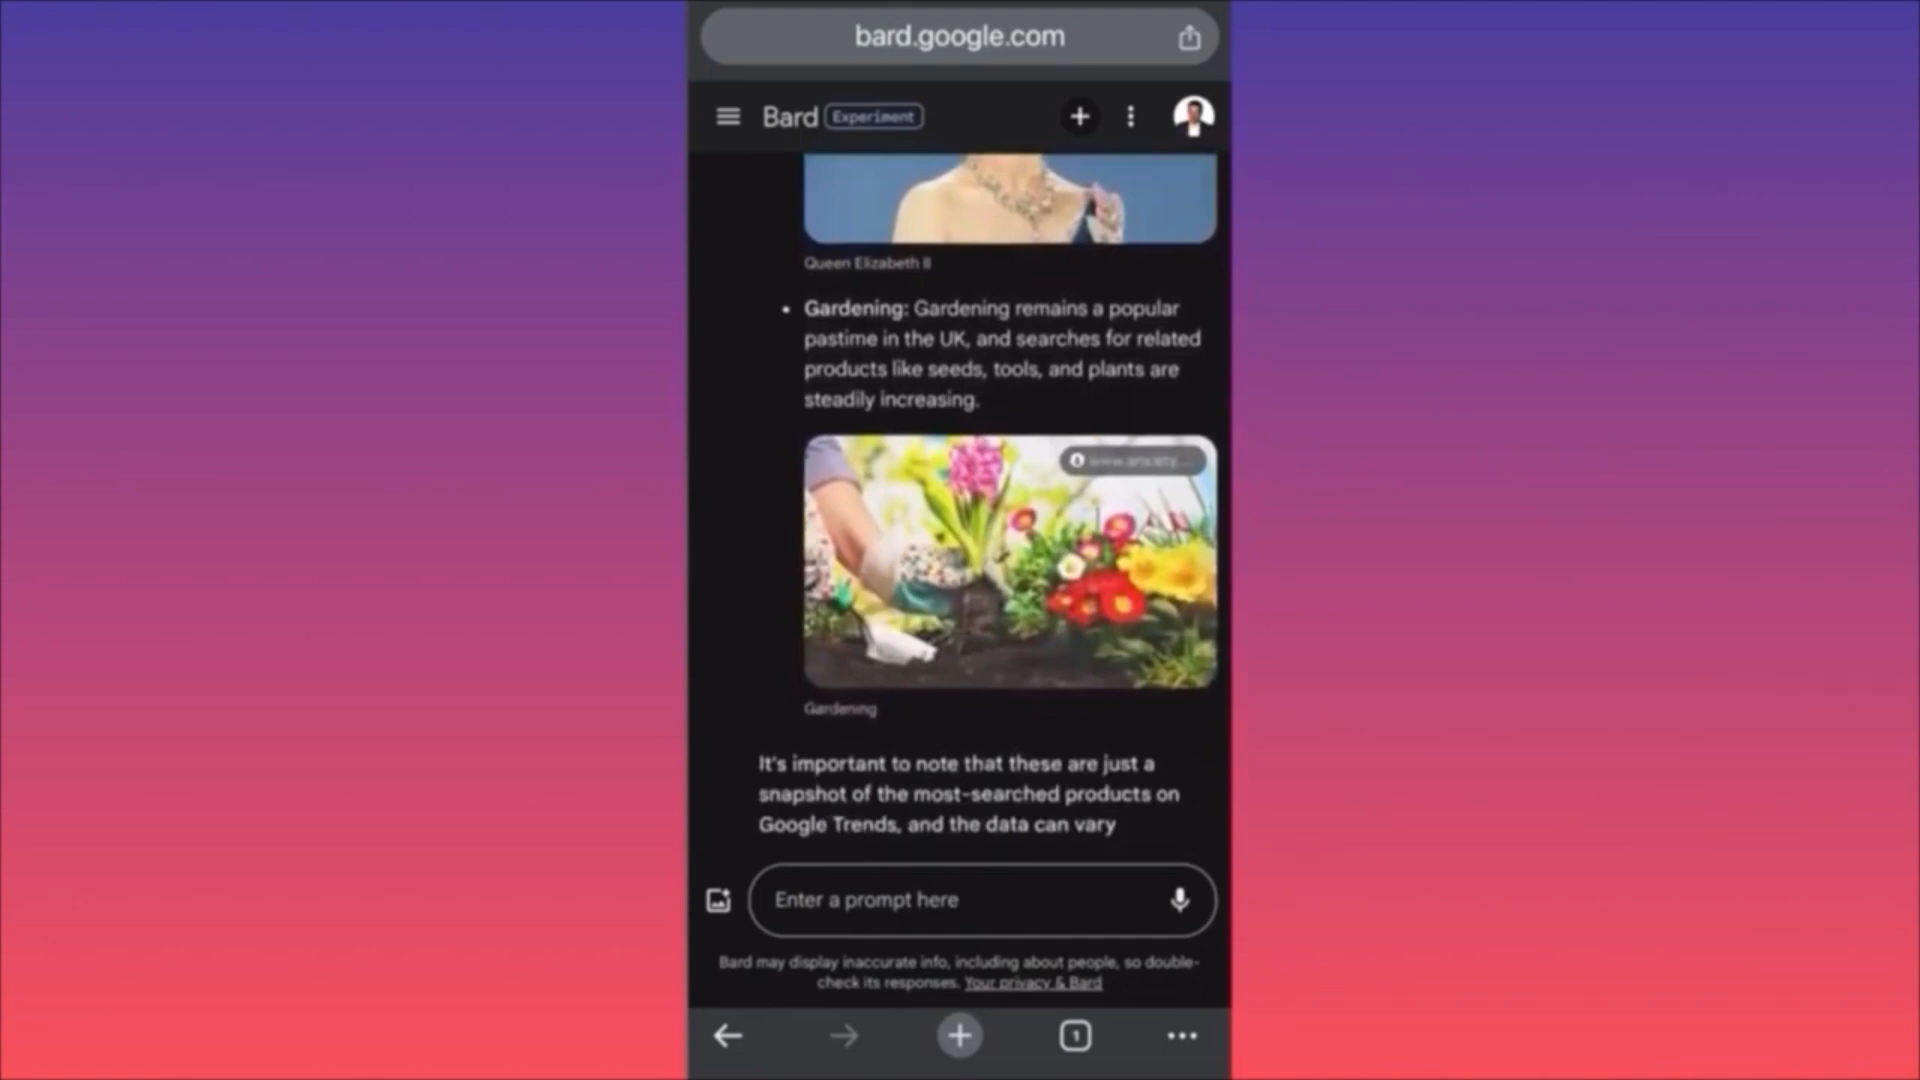 bard.google.com
Bard Experiment
Queen Elizabeth II
• Gardening: Gardening remains a popular
pastime in the UK, and searches for related
products like seeds, tools, and plants are
steadily increasing.
Gardening
It's important to note that these are just a
snapshot of the most-searched products on
Google Trends, and the data can vary
Enter a prompt here
Bard may display inaccurate info, including about people, so double-
check its responses. Your privacy & Bard
1